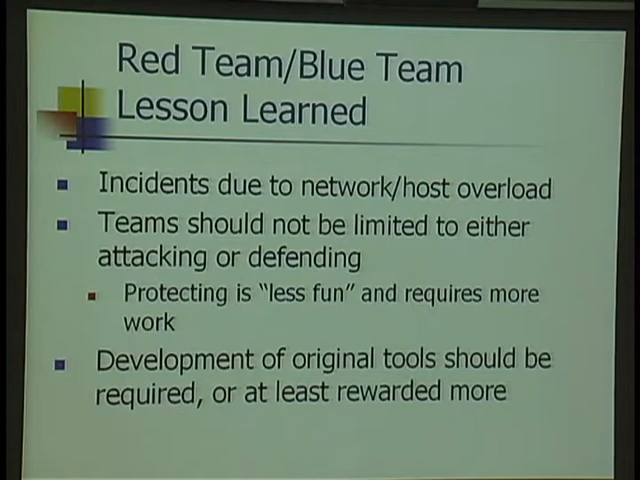 Red Team/Blue Team
Lesson Learned
Incidents due to network/host overload
Teams should not be limited to either
attacking or defending
Protecting is “less fun” and requires more
work
Development of original tools should be
required, or at least rewarded more